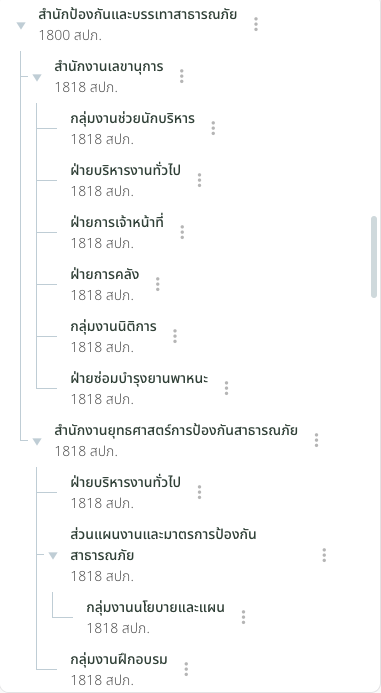 สำนักป้องกันและบรรเทาสาธารณภัย
1800 สปภ.
สำนักงานเลขานุการ
1818 สปภ.
กลุ่มงานช่วยนักบริหาร
1818 สปภ.
ฝ่ายบริหารงานทั่วไป
1818 สปภ.
ฝ่ายการเจ้าหน้าที่
1818 สปภ.
ฝ่ายการคลัง
1818 สปภ.
กลุ่มงานนิติการ
1818 สปภ.
ฝ่ายซ่อมบำรุงยานพาหนะ
1818 สปภ.
สำนักงานยุทธศาสตร์การป้องกันสาธารณภัย
1818 สปภ.
ฝ่ายบริหารงานทั่วไป
1818 สปภ.
ส่วนแผนงานและมาตรการป้องกัน
สาธารณภัย
1818 สปภ.
กลุ่มงานนโยบายและแผน
1818 สปภ.
กลุ่มงานฝึกอบรม
1818 สปภ.